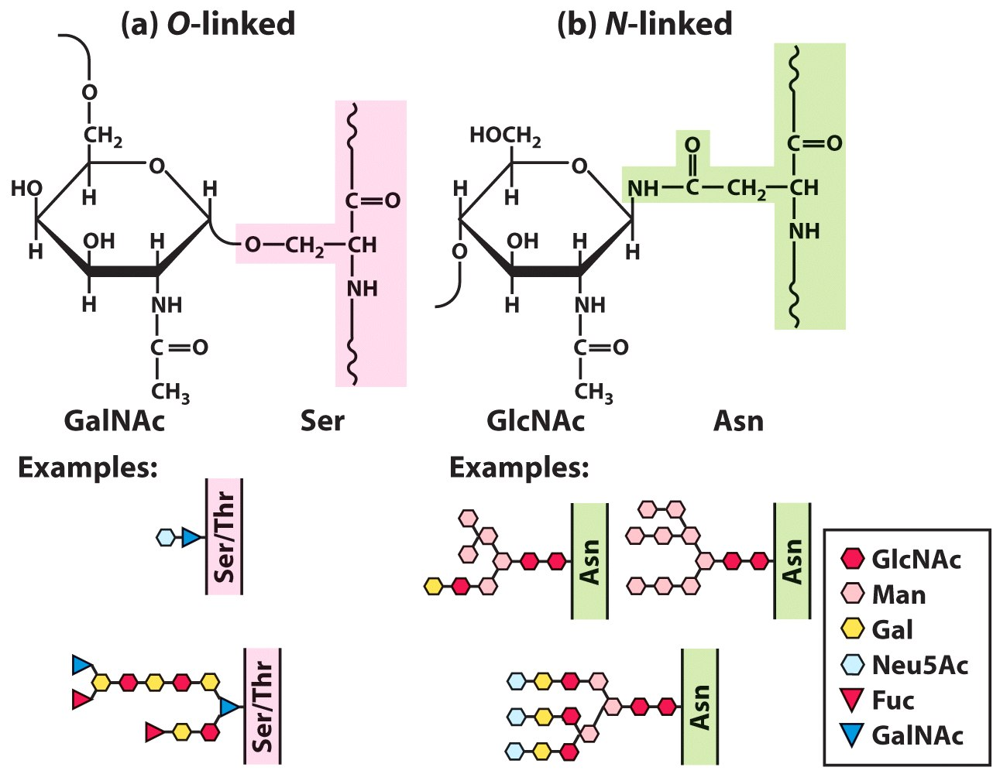 (a) O-linked
O
CH2
O
HO
H
H
OH
H
H
H
NH
C=O
CH3
O—CH2—CH
C=O
NH
GalNAc
Ser
Examples:
Ser/Thr
Ser/Thr
(b) N-linked
HOCH2
O
H
H
OH
H
O
H
H
NH
C=O
CH3
O
NH—C—CH2—CH
C=O
NH
GlcNAc
Asn
Examples:
Asn
Asn
Asn
GlcNAc
Man
Gal
Neu5Ac
Fuc
GalNAc